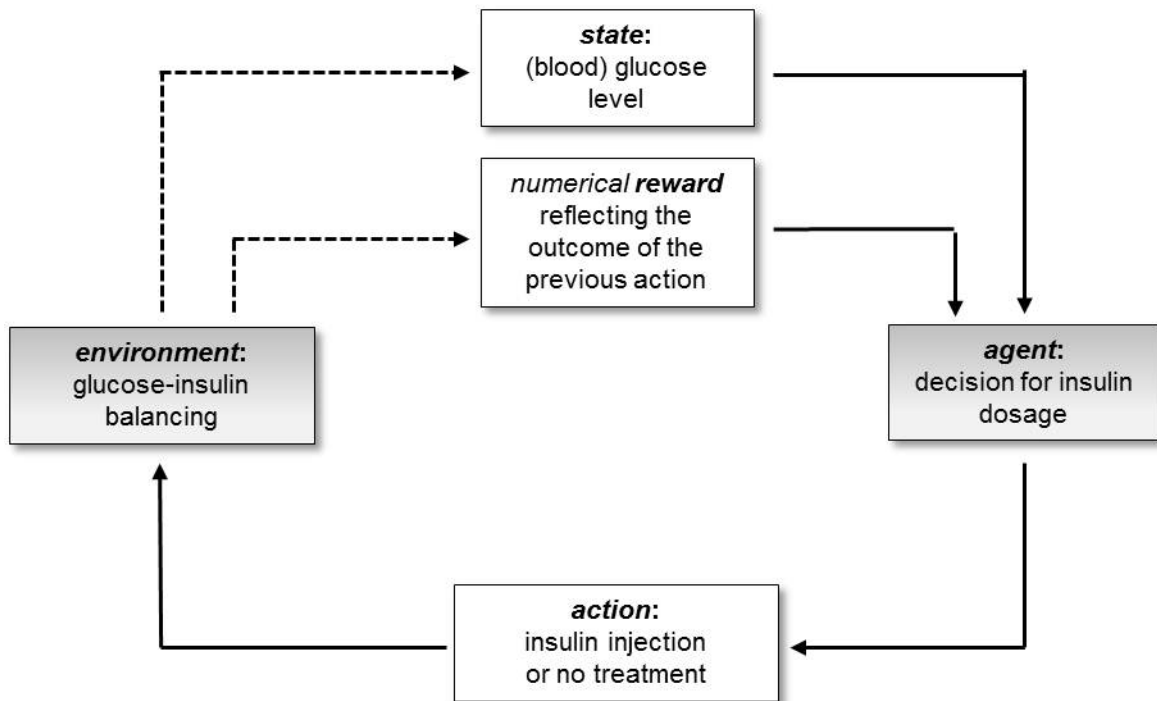 state:
(blood) glucose
level
numerical reward
reflecting the
outcome of the
previous action
environment:
glucose-insulin
balancing
agent:
decision for insulin
dosage
action:
insulin injection
or no treatment